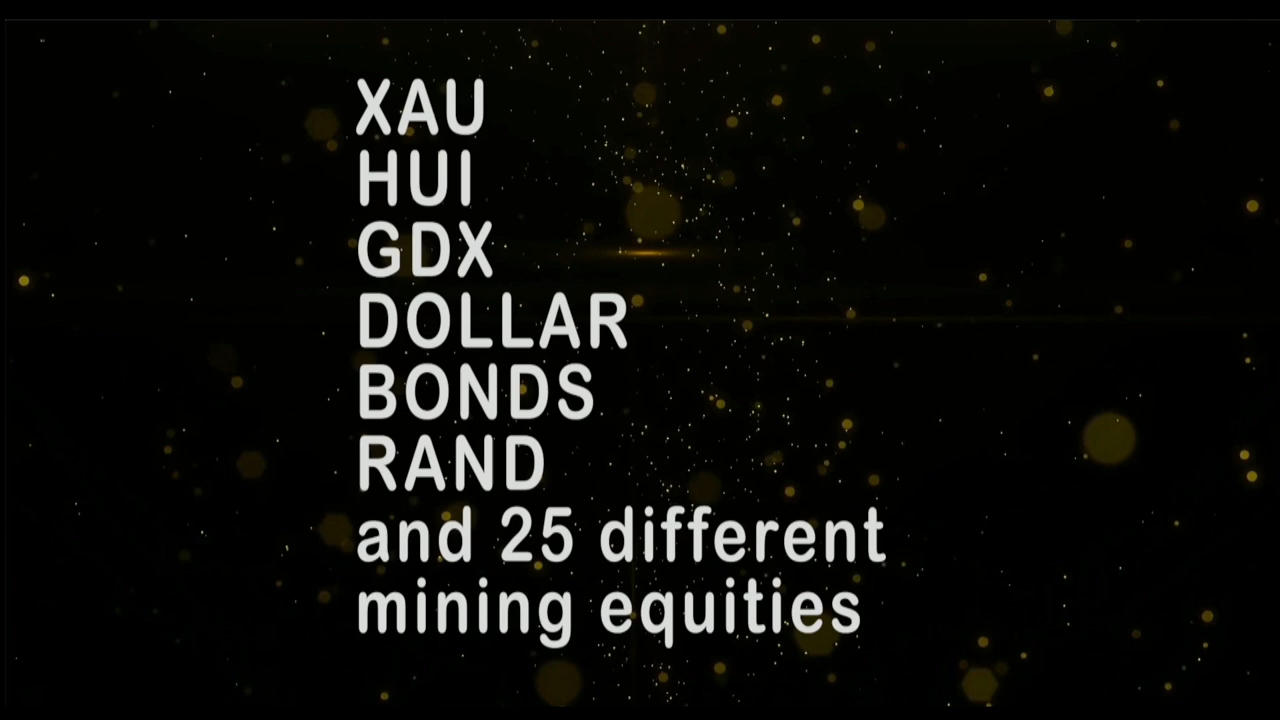 XAU
HUI
GDX
DOLLAR
BONDS
RAND
and 25 different
mining equities